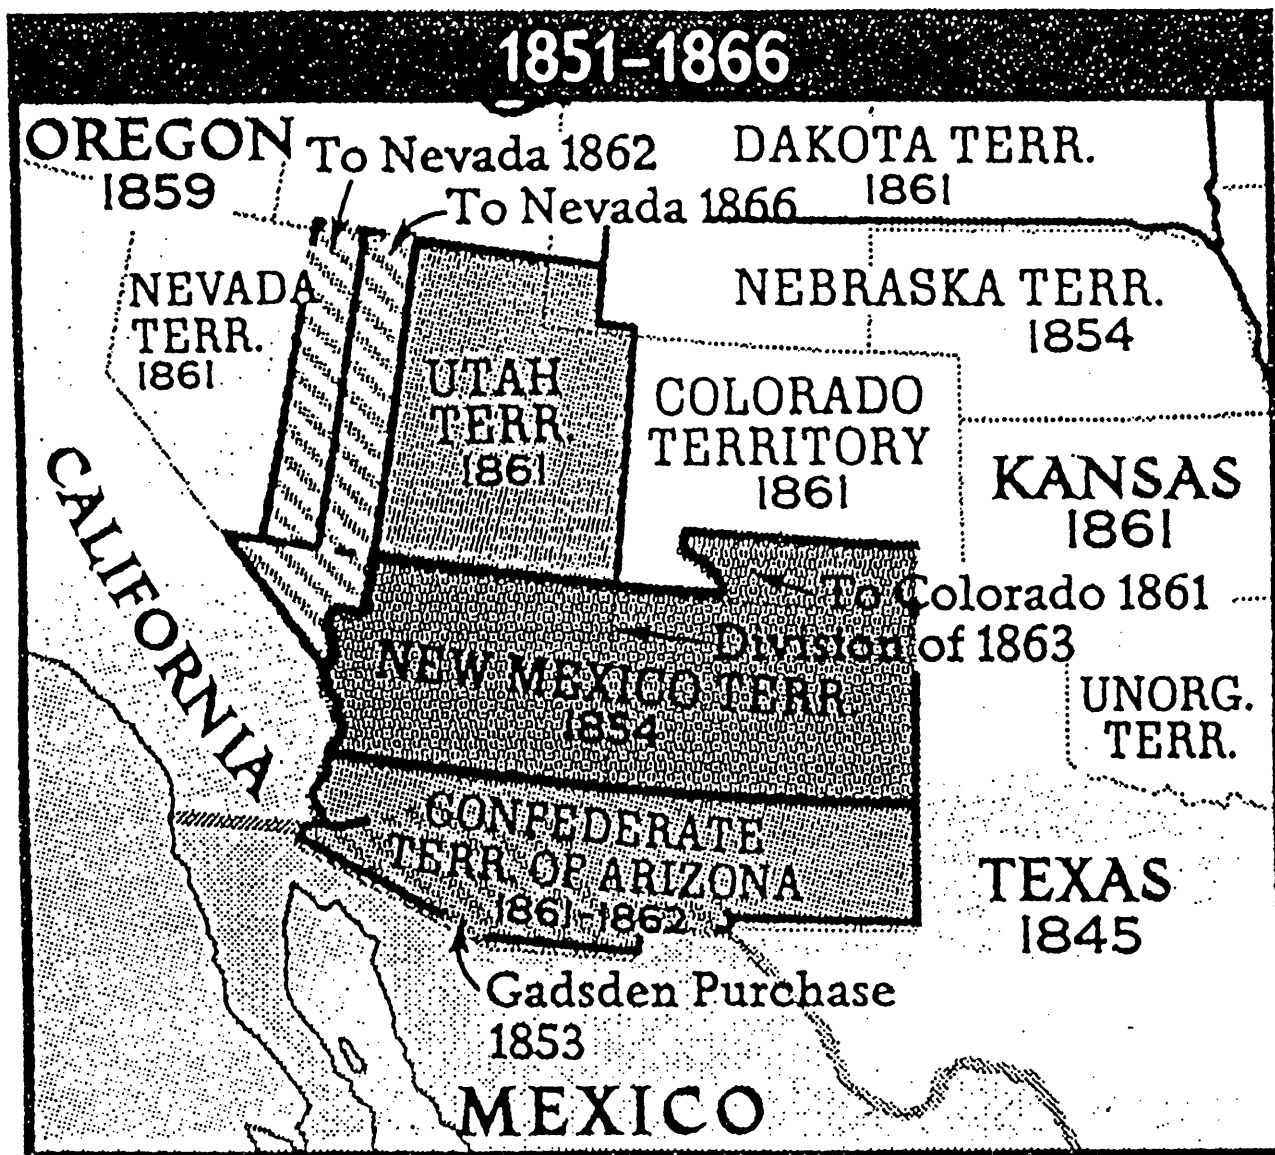 1851–1866
OREGON
1859
To Nevada 1862
To Nevada 1866
DAKOTA TERR.
1861
NEVADA
TERR.
1861
NEBRASKA TERR.
1854
UTAH
TERR.
1861
COLORADO
TERRITORY
1861
KANSAS
1861
CALIFORNIA
To Colorado 1861
Division of 1863
NEW MEXICO TERR.
1854
UNORG.
TERR.
CONFEDERATE
TERR. OF ARIZONA
1861–1862
TEXAS
1845
Gadsden Purchase
1853
MEXICO